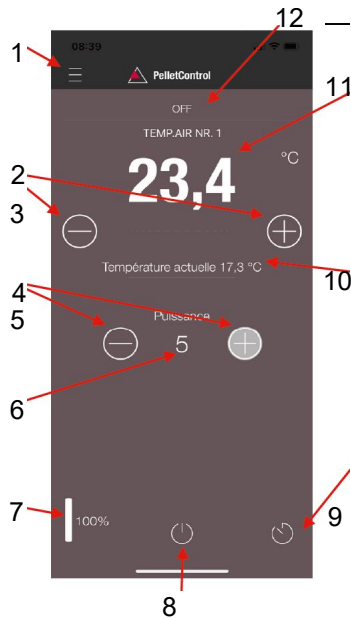 12
1
08:39
PelletControl
OFF
11
TEMP.AIR NR. 1
23,4
°C
2
3
Température actuelle 17,3 °C
10
4
5
Puissance
5
6
7
100%
9
8